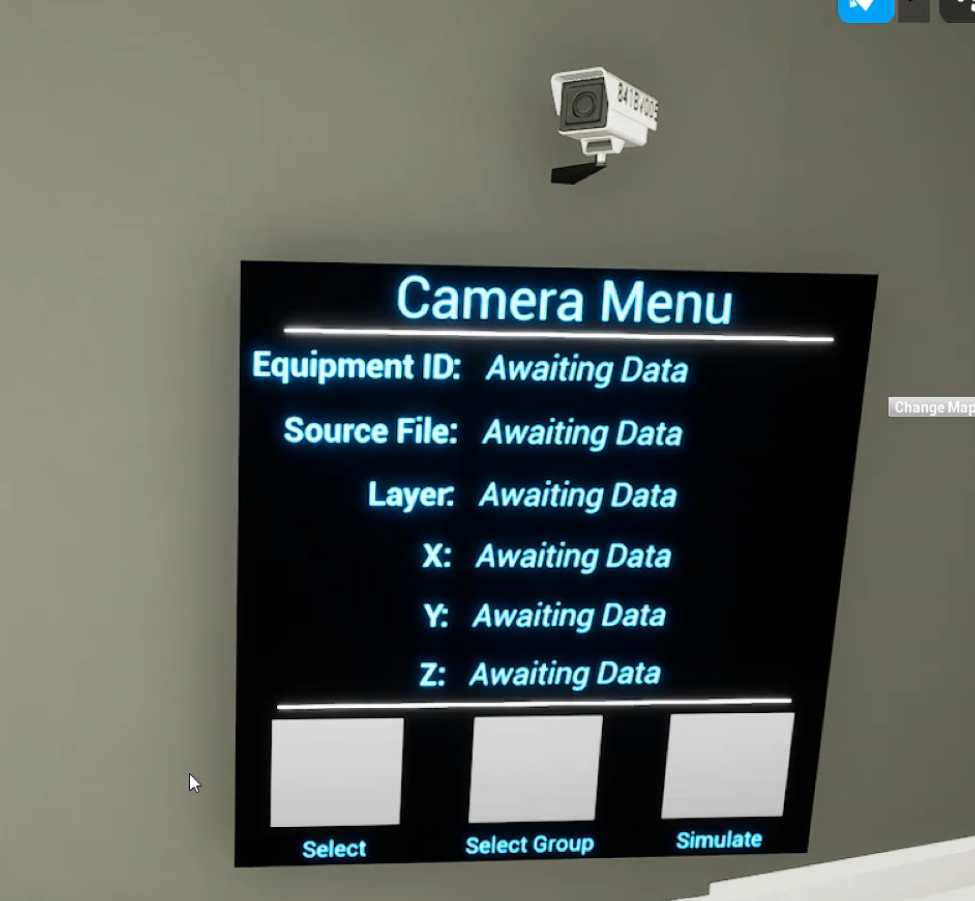 Camera Menu
Equipment ID: Awaiting Data
Source File: Awaiting Data
Layer: Awaiting Data
X: Awaiting Data
Y: Awaiting Data
Z: Awaiting Data
Select Select Group Simulate
Change Map